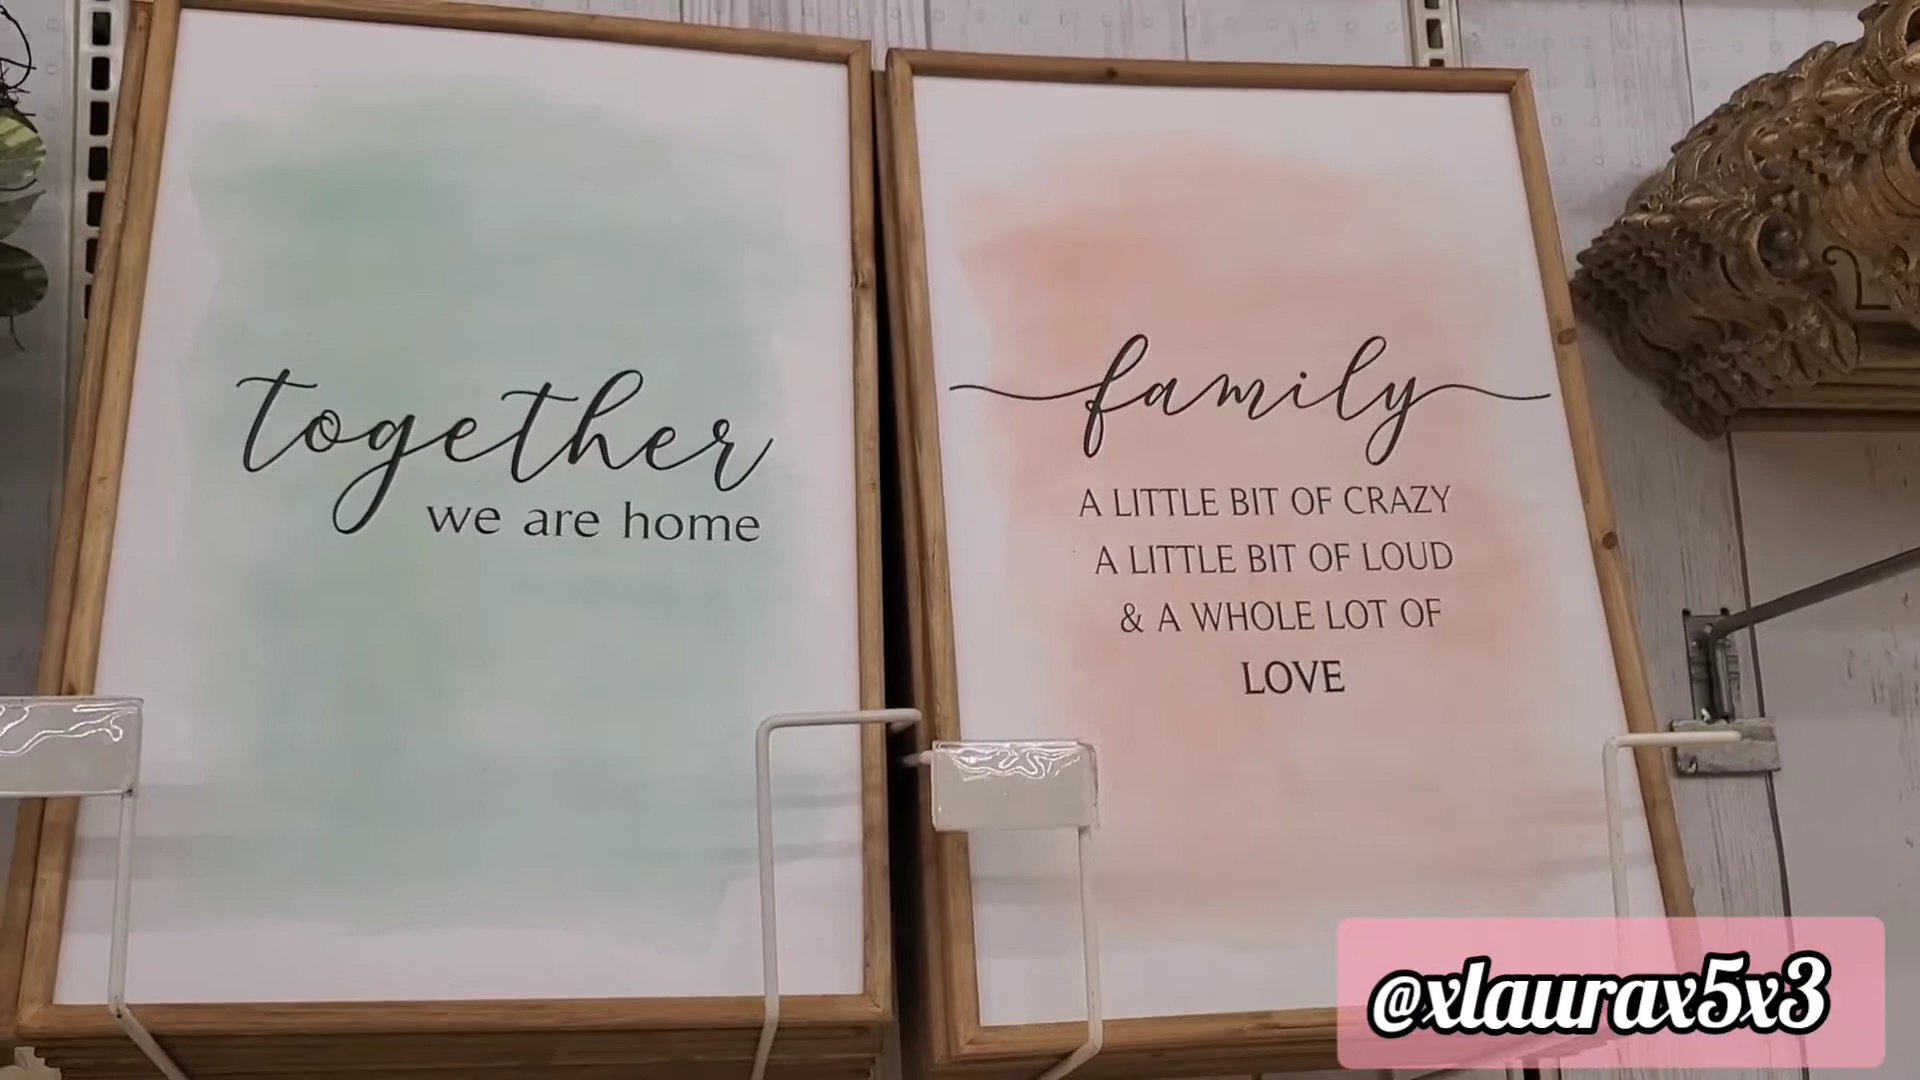 together
we are home
family
A LITTLE BIT OF CRAZY
A LITTLE BIT OF LOUD
& A WHOLE LOT OF
LOVE
@xlaurax5x3